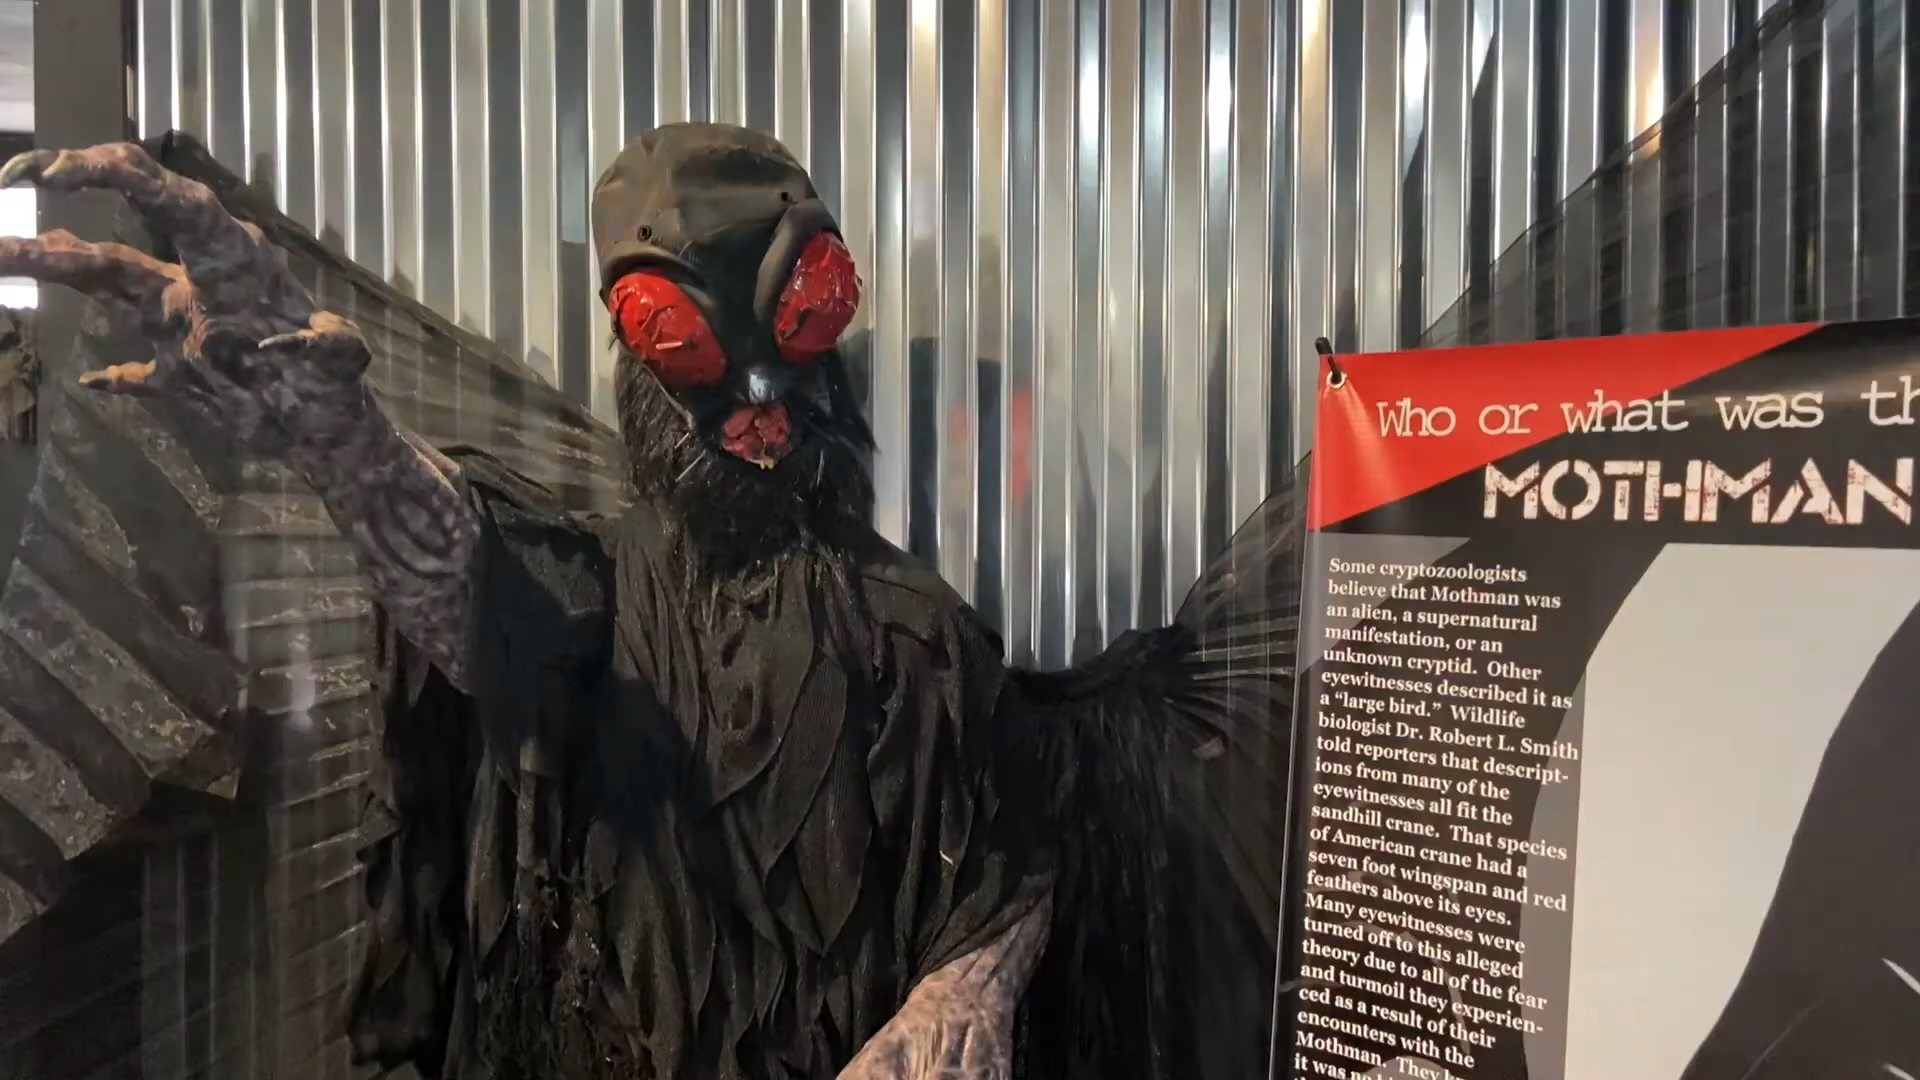 Who or what was
MOTHMAN
Some cryptozoologists
believe that Mothman was
an alien, a supernatural
manifestation, or an
unknown cryptid. Other
eyewitnesses described it as
a “large bird.” Wildlife
biologist Dr. Robert L. Smith
told reporters that descript-
ions from many of the
eyewitnesses all fit the
sandhill crane. That species
of American crane had a
seven foot wingspan and red
feathers above its eyes.
Many eyewitnesses were
turned off to this alleged
theory due to all of the fear
and turmoil they experien-
ced as a result of their
encounters with the
Mothman. They
it was